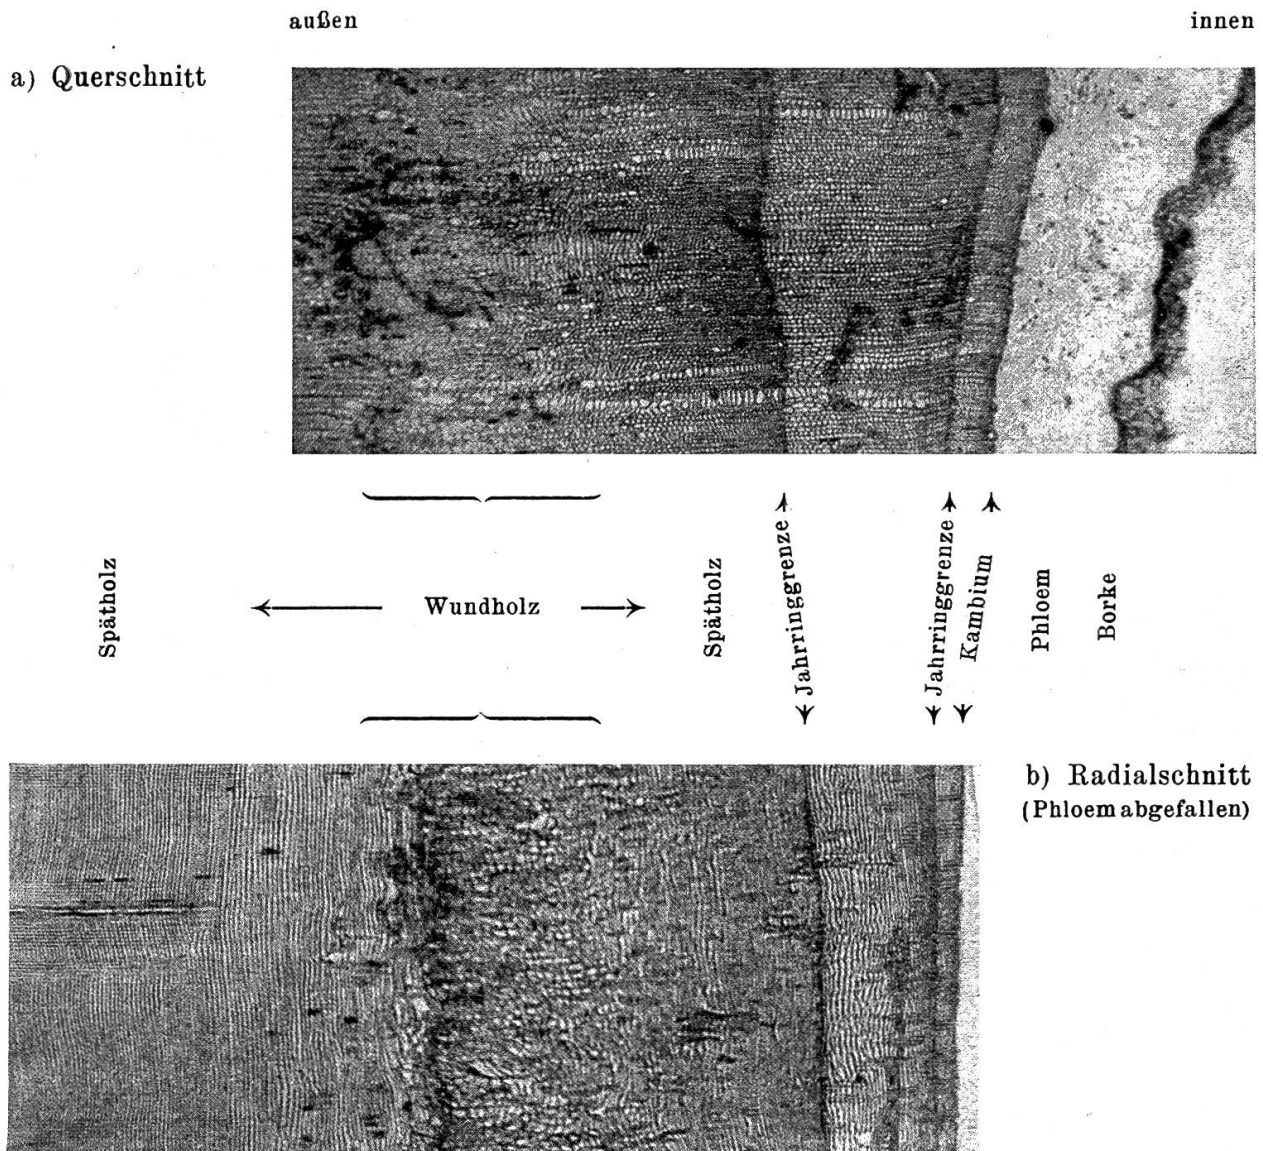 außen
innen
a) Querschnitt
Spätholz
Wundholz
Spätholz
Jahrringgrenze
Jahrringgrenze
Kambium
Phloem
Borke
b) Radialschnitt
(Phloem abgefallen)